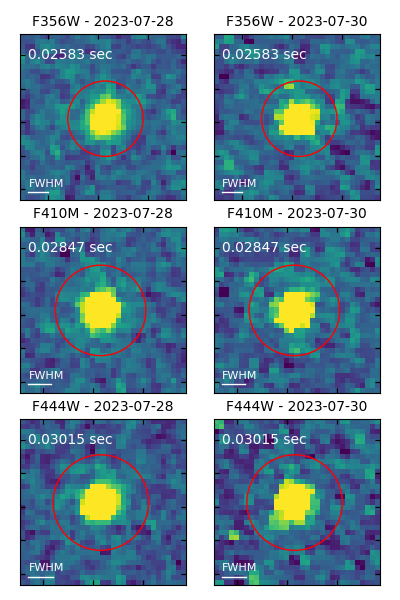 F356W - 2023-07-28
0.02583 sec
FWHM
F356W - 2023-07-30
0.02583 sec
FWHM
F410M - 2023-07-28
0.02847 sec
FWHM
F410M - 2023-07-30
0.02847 sec
FWHM
F444W - 2023-07-28
0.03015 sec
FWHM
F444W - 2023-07-30
0.03015 sec
FWHM